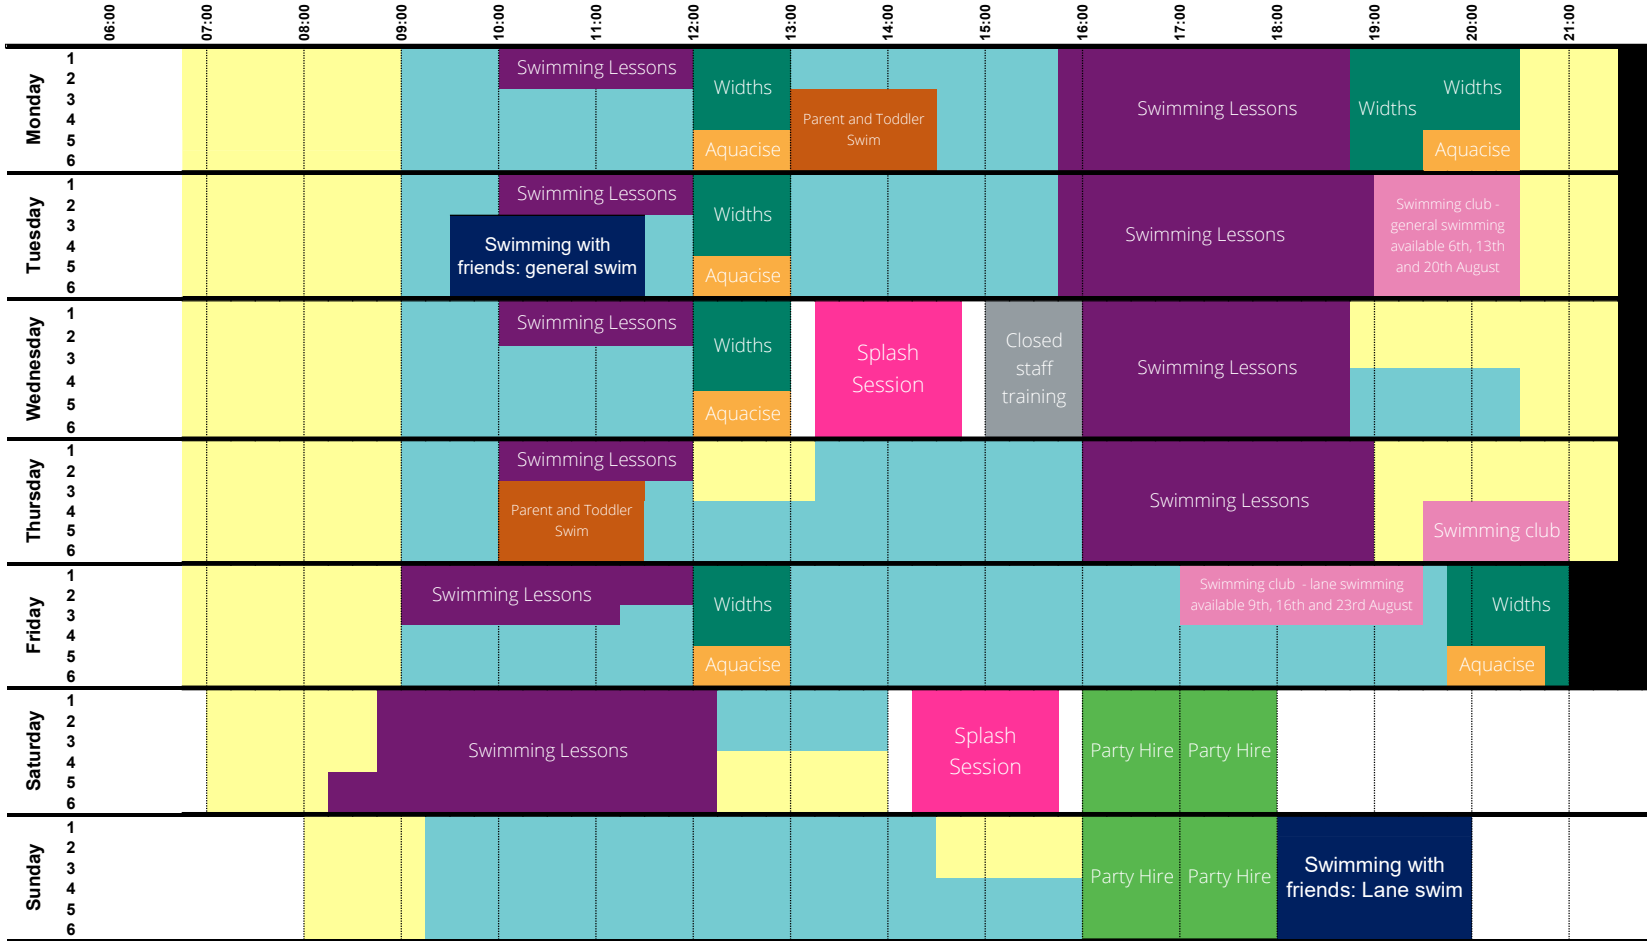 06:00 07:00 08:00 09:00 10:00 11:00 12:00 13:00 14:00 15:00 16:00 17:00 18:00 19:00 20:00 21:00
Monday
1
2
3
4
5
6
Swimming Lessons
Widths
Aquacise
Parent and Toddler
Swim
Swimming Lessons
Widths
Widths
Aquacise
Tuesday
1
2
3
4
5
6
Swimming Lessons
Swimming with
friends: general swim
Widths
Aquacise
Swimming Lessons
Swimming club -
general swimming
available 6th, 13th
and 20th August
Wednesday
1
2
3
4
5
6
Swimming Lessons
Widths
Aquacise
Splash
Session
Closed
staff
training
Swimming Lessons
Thursday
1
2
3
4
5
6
Swimming Lessons
Parent and Toddler
Swim
Swimming Lessons
Swimming club
Friday
1
2
3
4
5
6
Swimming Lessons
Widths
Aquacise
Swimming club - lane swimming
available 9th, 16th and 23rd August
Widths
Aquacise
Saturday
1
2
3
4
5
6
Swimming Lessons
Splash
Session
Party Hire
Party Hire
Sunday
1
2
3
4
5
6
Party Hire
Party Hire
Swimming with
friends: Lane swim